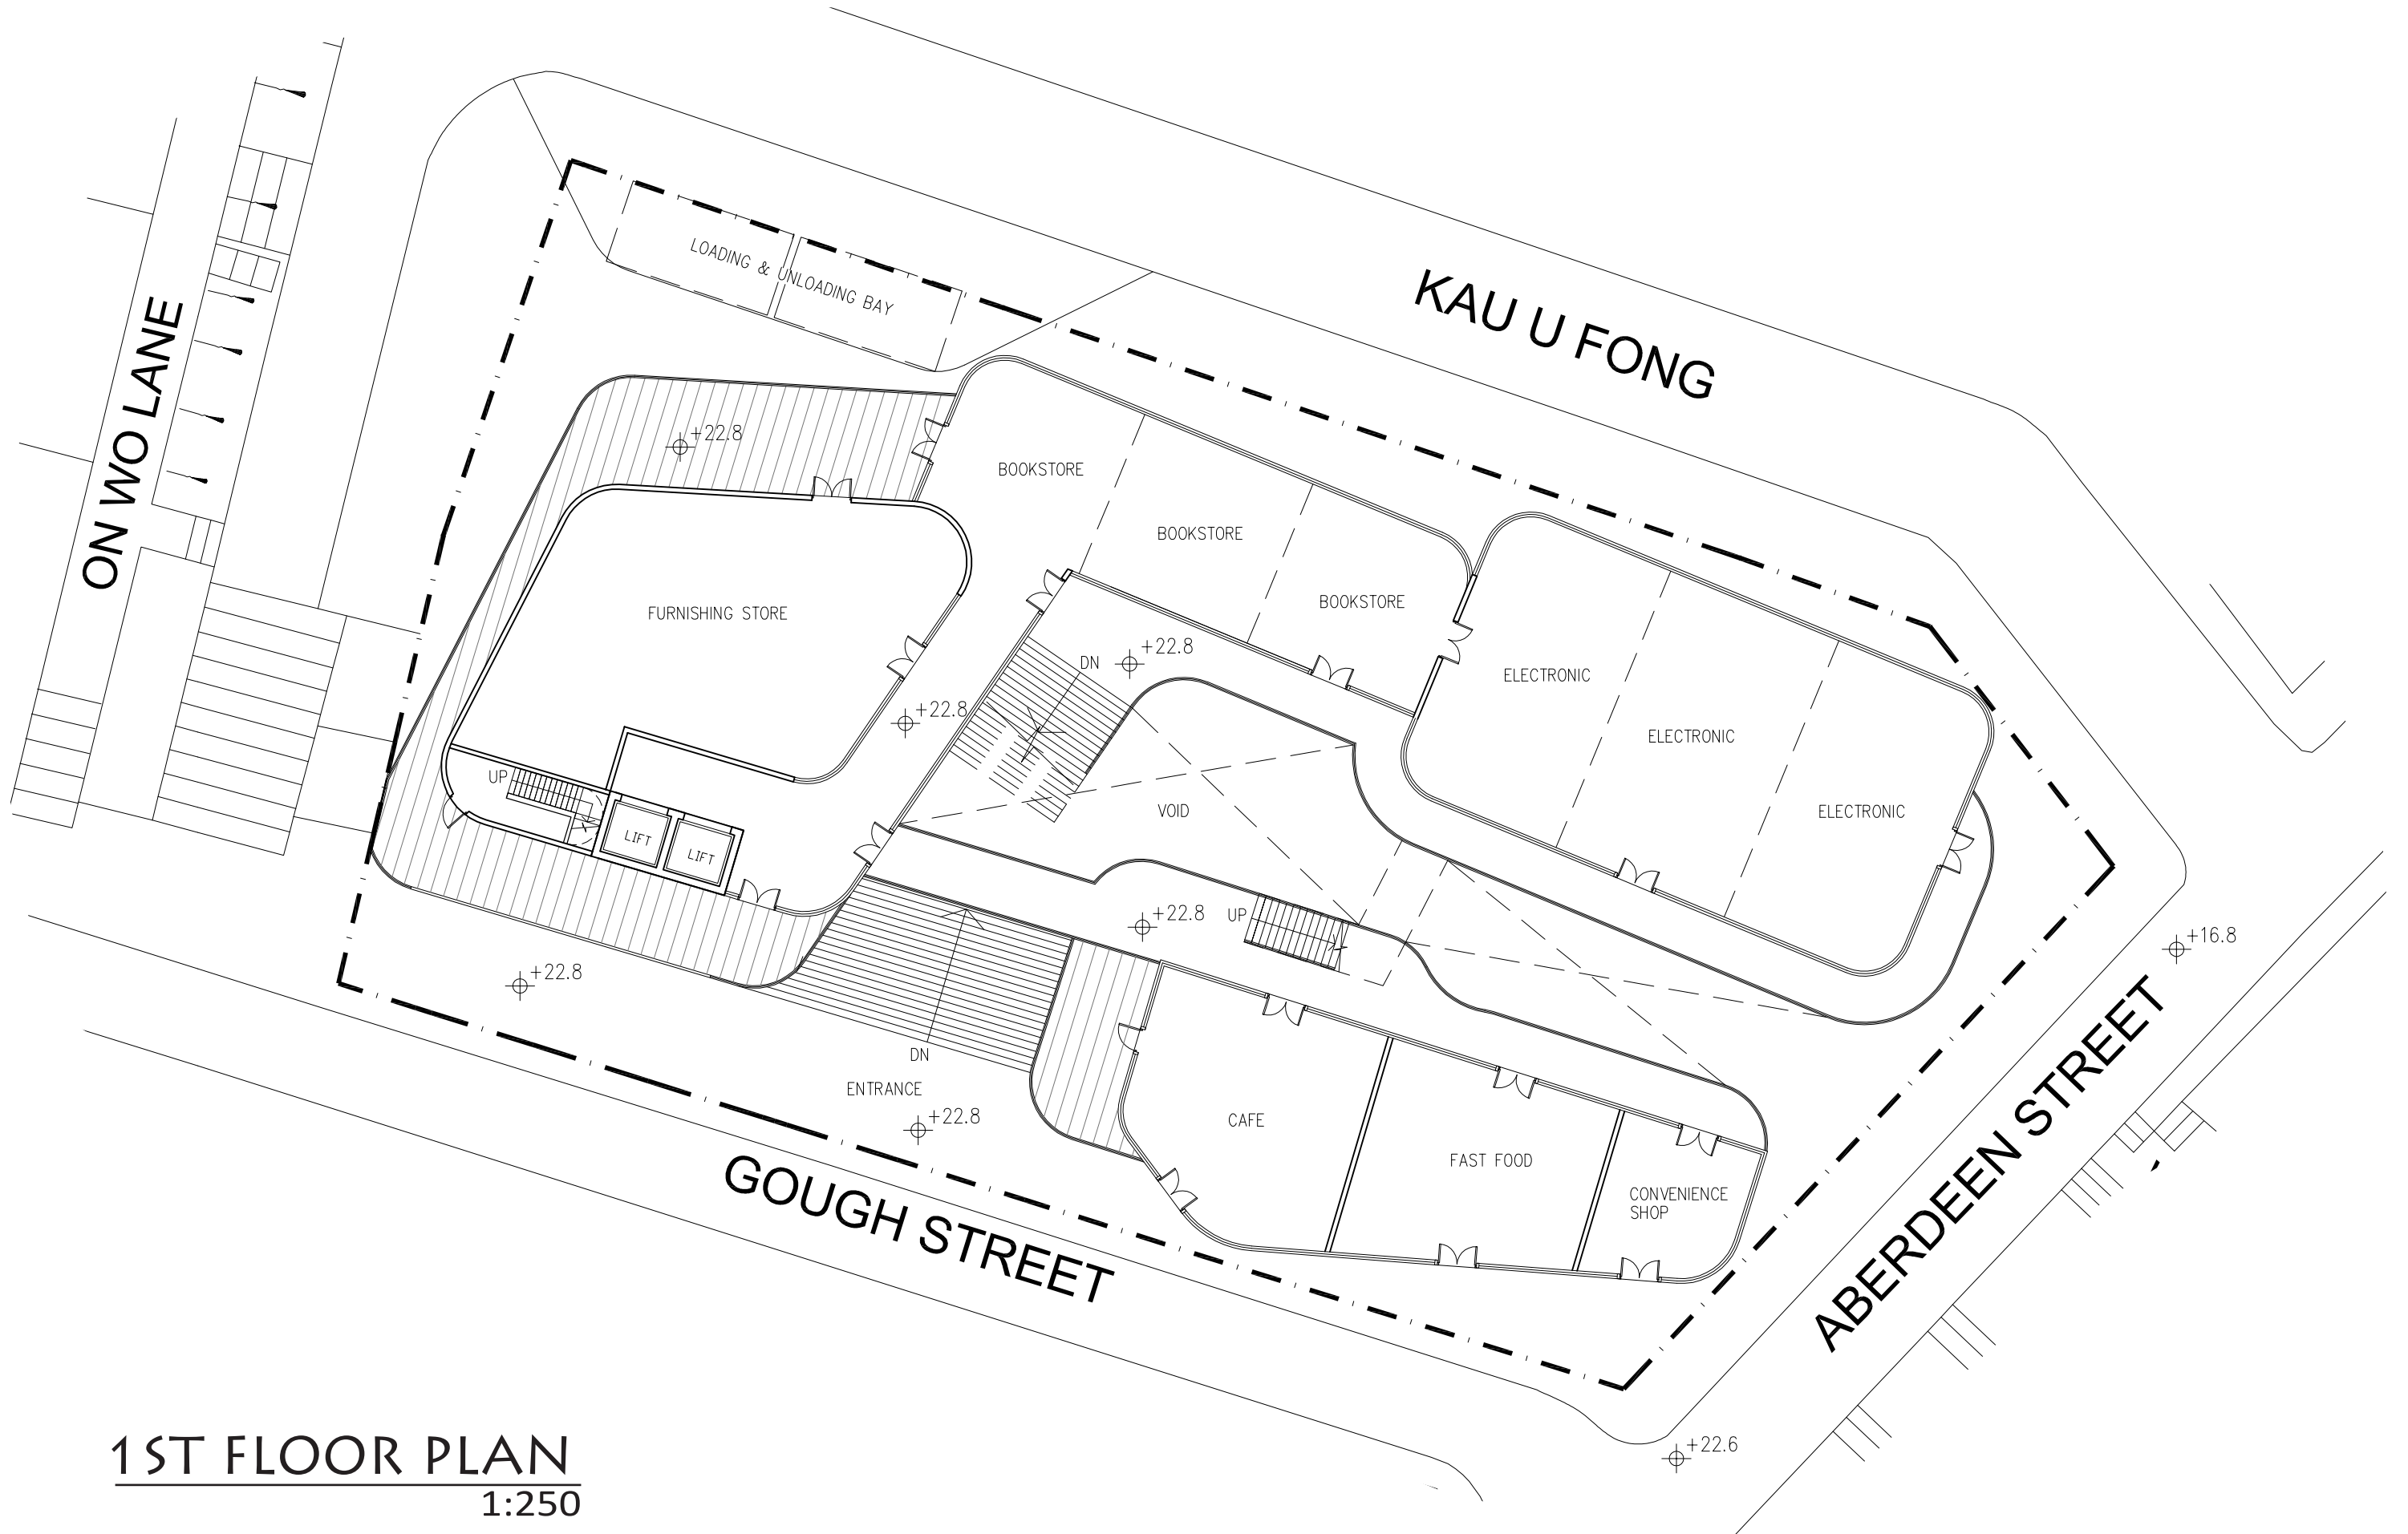 KAU U FONG
LOADING & UNLOADING BAY
ON WO LANE
+22.8
BOOKSTORE
BOOKSTORE
BOOKSTORE
FURNISHING STORE
DN
+22.8
ELECTRONIC
+22.8
ELECTRONIC
UP
VOID
ELECTRONIC
LIFT
LIFT
+22.8
UP
+16.8
+22.8
DN
ENTRANCE
+22.8
CAFE
FAST FOOD
CONVENIENCE
SHOP
ABERDEEN STREET
GOUGH STREET
+22.6
1ST FLOOR PLAN
1:250